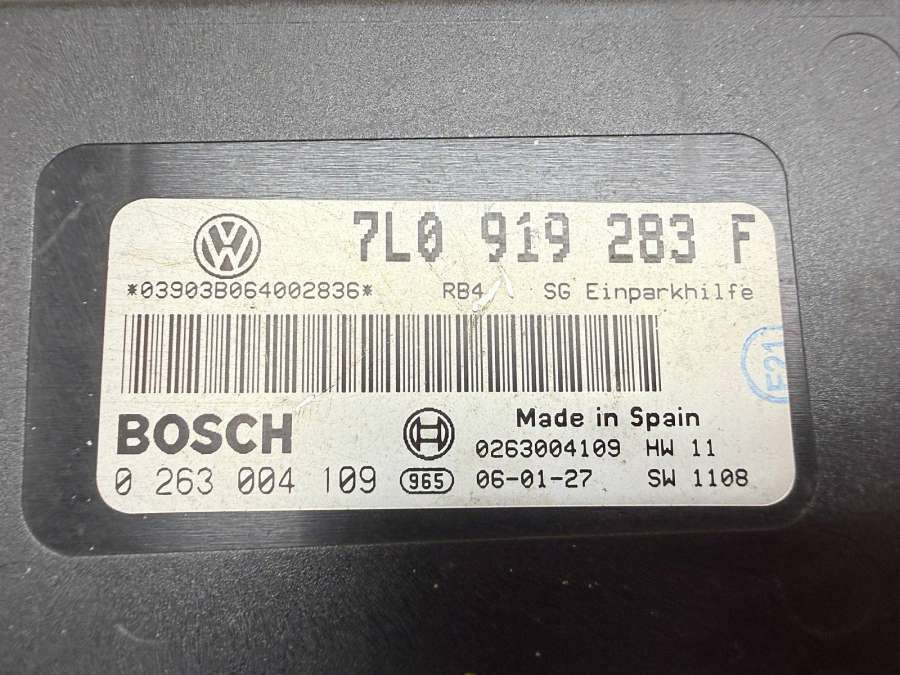 7L0 919 283 F
*03903B064002836* RB4 SG Einparkhilfe
BOSCH
Made in Spain
0263004109 HW 11
0 263 004 109 965 06-01-27 SW 1108